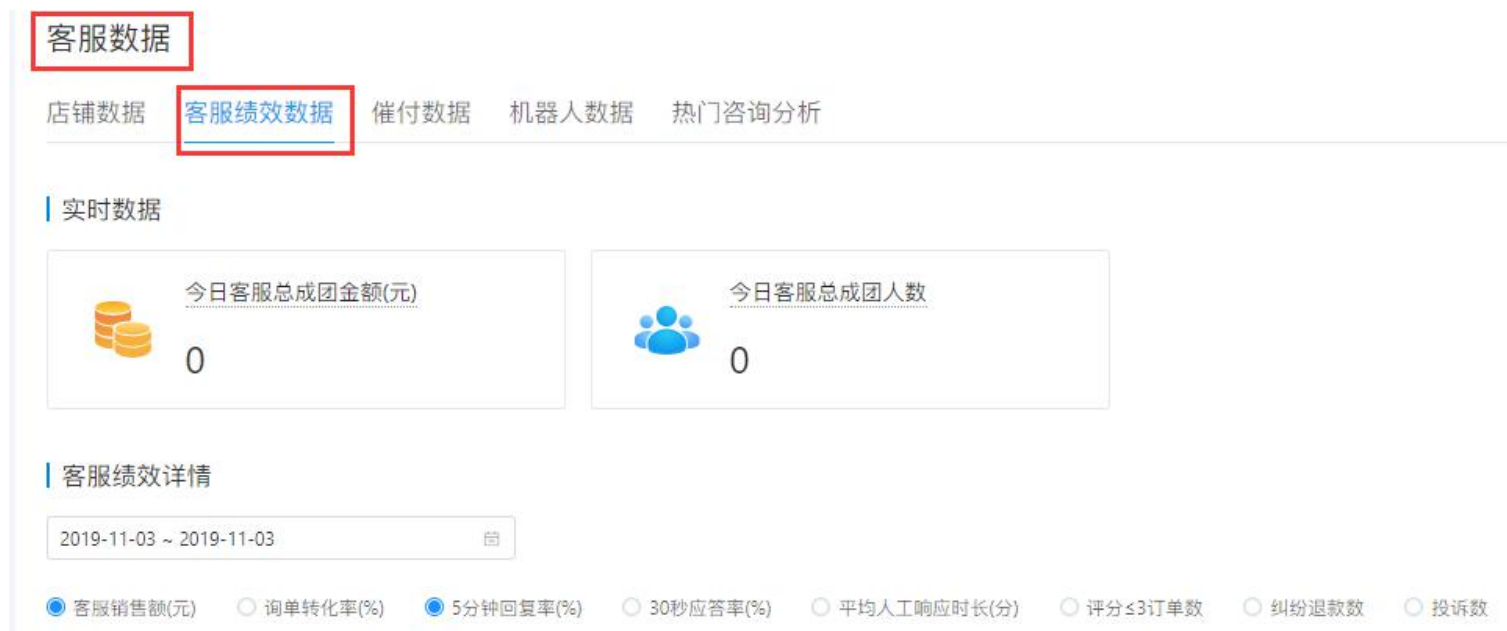 客服数据
店铺数据 客服绩效数据 催付数据 机器人数据 热门咨询分析
实时数据
今日客服总成团金额(元) 今日客服总成团人数
0 0
客服绩效详情
2019-11-03 ~ 2019-11-03
客服销售额(元) 询单转化率(%) 5分钟回复率(%) 30秒应答率(%) 平均人工响应时长(分) 评分≤3订单数 纠纷退款数 投诉数